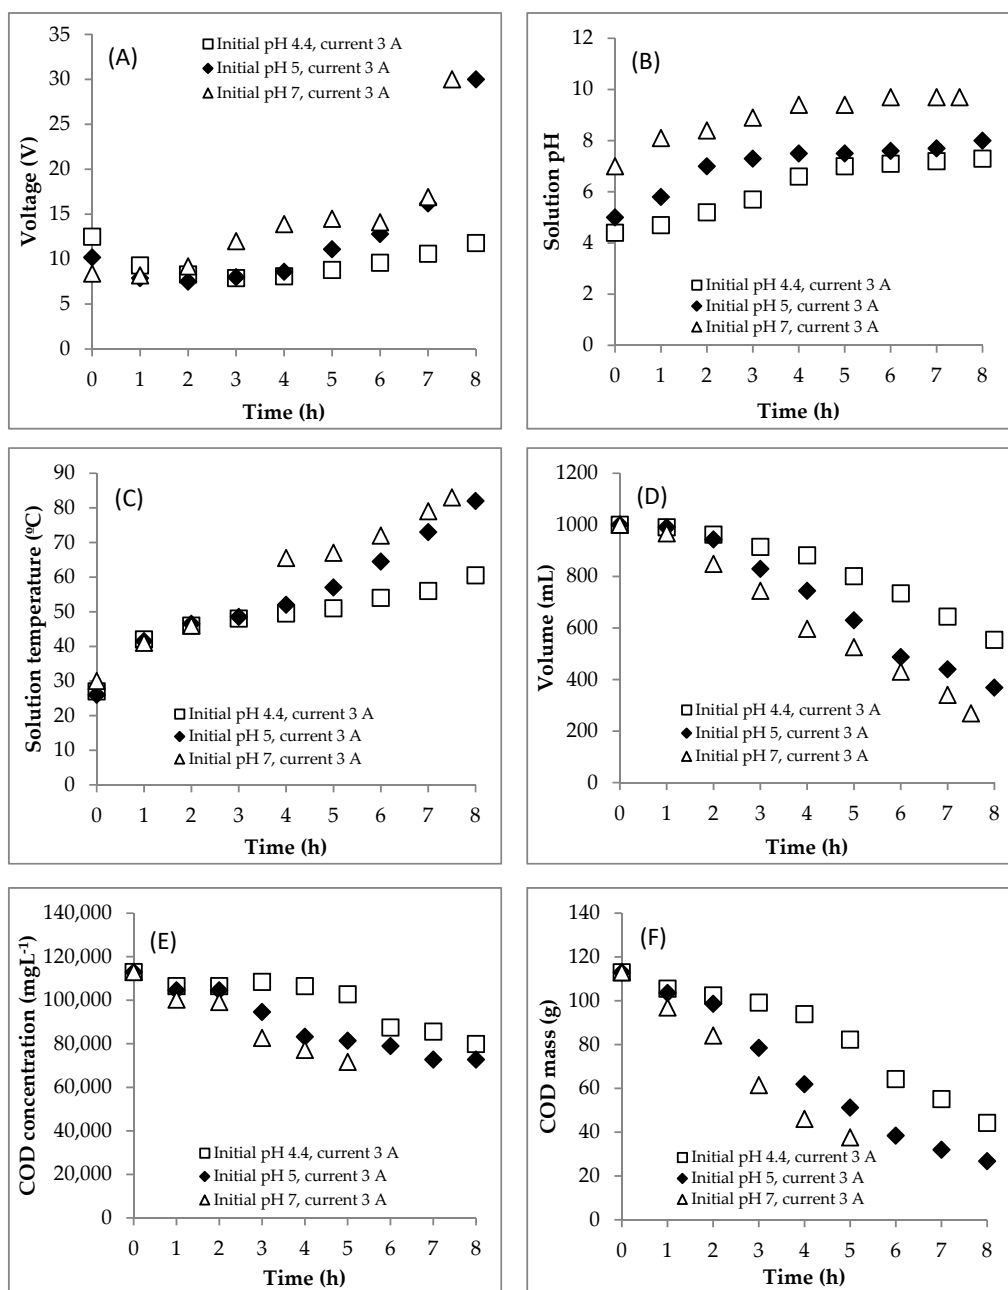 (A)
Initial pH 4.4, current 3 A
Initial pH 5, current 3 A
Initial pH 7, current 3 A
Voltage (V)
35
30
25
20
15
10
5
0
0 1 2 3 4 5 6 7 8
Time (h)
(B)
Solution pH
12
10
8
6
4
2
0
Initial pH 4.4, current 3 A
Initial pH 5, current 3 A
Initial pH 7, current 3 A
0 1 2 3 4 5 6 7 8
Time (h)
(C)
Solution temperature (ºC)
90
80
70
60
50
40
30
20
10
0
Initial pH 4.4, current 3 A
Initial pH 5, current 3 A
Initial pH 7, current 3 A
0 1 2 3 4 5 6 7 8
Time (h)
(D)
Volume (mL)
1200
1000
800
600
400
200
0
Initial pH 4.4, current 3 A
Initial pH 5, current 3 A
Initial pH 7, current 3 A
0 1 2 3 4 5 6 7 8
Time (h)
(E)
COD concentration (mgL-1)
140,000
120,000
100,000
80,000
60,000
40,000
20,000
0
Initial pH 4.4, current 3 A
Initial pH 5, current 3 A
Initial pH 7, current 3 A
0 1 2 3 4 5 6 7 8
Time (h)
(F)
COD mass (g)
140
120
100
80
60
40
20
0
Initial pH 4.4, current 3 A
Initial pH 5, current 3 A
Initial pH 7, current 3 A
0 1 2 3 4 5 6 7 8
Time (h)